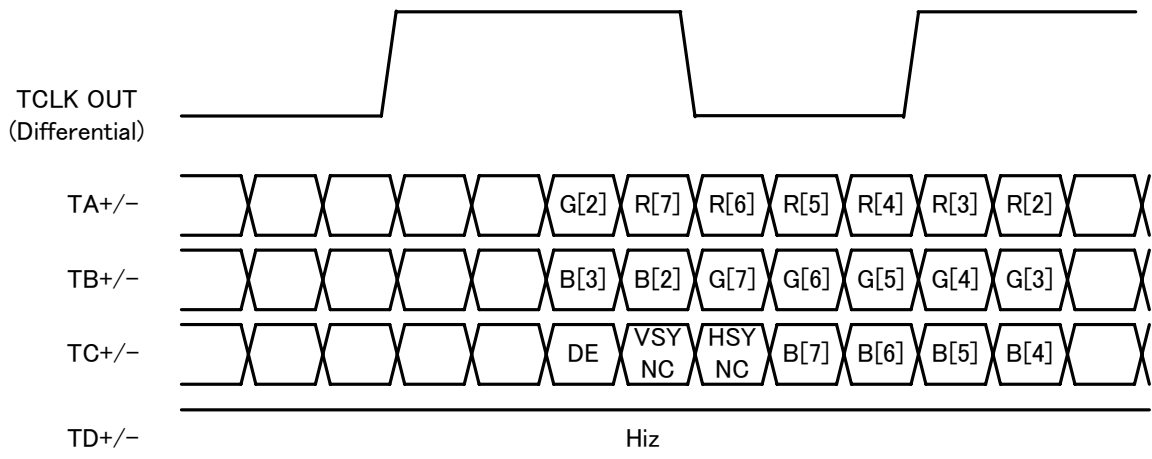 TCLK OUT
(Differential)
TA+/- G[2] R[7] R[6] R[5] R[4] R[3] R[2]
TB+/- B[3] B[2] G[7] G[6] G[5] G[4] G[3]
TC+/- DE VSY NC HSY NC B[7] B[6] B[5] B[4]
TD+/- Hiz